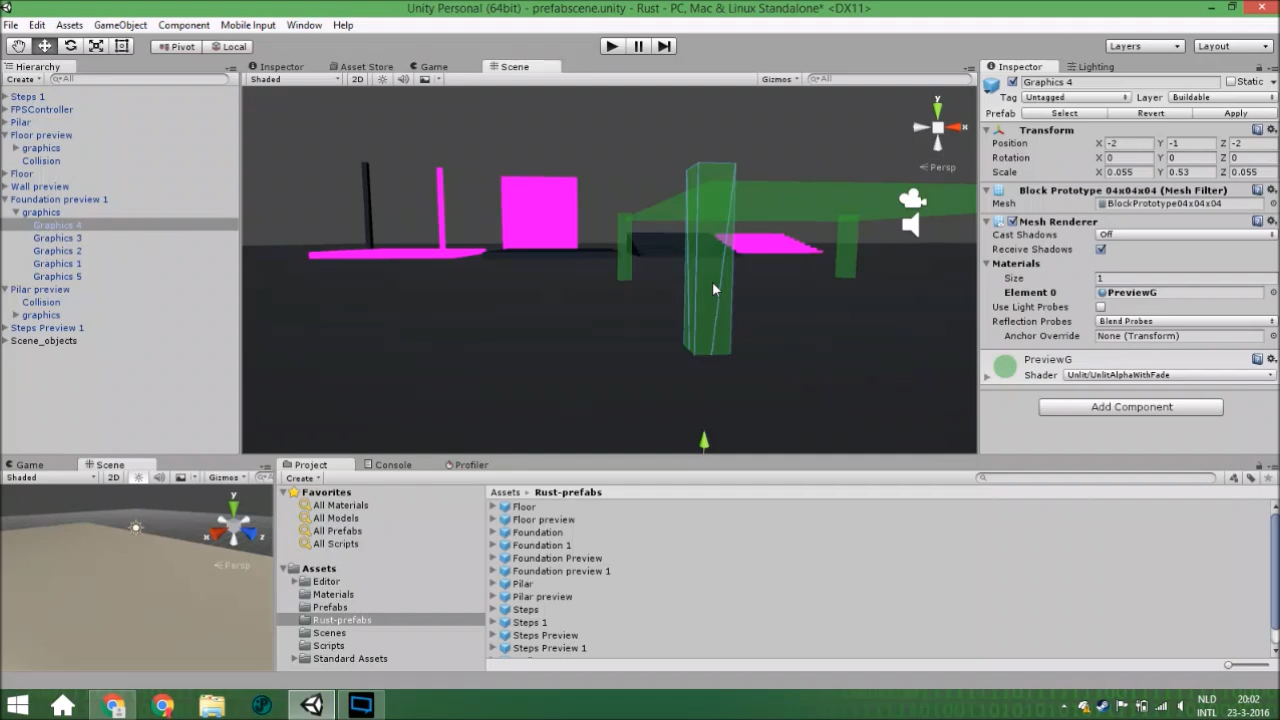 Unity Personal (64bit) - prefabscene.unity - Rust - PC, Mac & Linux Standalone* <DX11>
File Edit Assets GameObject Component Mobile Input Window Help
Pivot Local Layers Layout
Hierarchy
Create All
Steps 1
FPSController
Pilar
Floor preview
graphics
Collision
Floor
Wall preview
Foundation preview 1
graphics
Graphics 4
Graphics 3
Graphics 2
Graphics 1
Graphics 5
Pilar preview
Collision
graphics
Steps Preview 1
Scene_objects
Inspector Asset Store Game Scene
Shaded 2D Gizmos All
y
x
Persp
Inspector Lighting
Graphics 4 Static
Tag Untagged Layer Buildable
Prefab Select Revert Apply
Transform
Position X -2 Y -1 Z -2
Rotation X 0 Y 0 Z 0
Scale X 0.055 Y 0.53 Z 0.055
Block Prototype 04x04x04 (Mesh Filter)
Mesh BlockPrototype04x04x04
Mesh Renderer
Cast Shadows Off
Receive Shadows
Materials
Size 1
Element 0 PreviewG
Use Light Probes
Reflection Probes Blend Probes
Anchor Override None (Transform)
PreviewG
Shader Unlit/UnlitAlphaWithFade
Add Component
Game Scene
Shaded 2D Gizmos
y
x
z
Persp
Project Console Profiler
Create
Favorites
All Materials
All Models
All Prefabs
All Scripts
Assets
Editor
Materials
Prefabs
Rust-prefabs
Scenes
Scripts
Standard Assets
Assets Rust-prefabs
Floor
Floor preview
Foundation
Foundation 1
Foundation Preview
Foundation preview 1
Pilar
Pilar preview
Steps
Steps 1
Steps Preview
Steps Preview 1
NLD 20:02
INTL 23-3-2016